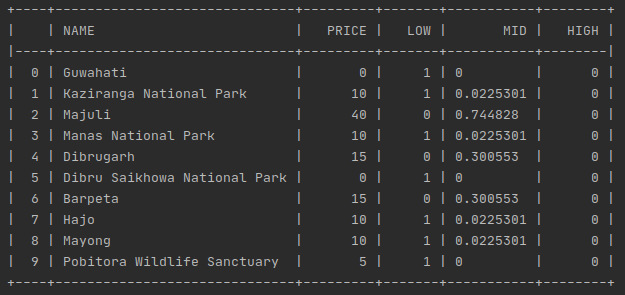 +----+------------------------------+---------+-------+-----------+--------+
|    | NAME                         |   PRICE |   LOW |       MID |   HIGH |
|----+------------------------------+---------+-------+-----------+--------|
|  0 | Guwahati                     |       0 |     1 | 0         |      0 |
|  1 | Kaziranga National Park      |      10 |     1 | 0.0225301 |      0 |
|  2 | Majuli                       |      40 |     0 | 0.744828  |      0 |
|  3 | Manas National Park          |      10 |     1 | 0.0225301 |      0 |
|  4 | Dibrugarh                    |      15 |     0 | 0.300553  |      0 |
|  5 | Dibru Saikhowa National Park |       0 |     1 | 0         |      0 |
|  6 | Barpeta                      |      15 |     0 | 0.300553  |      0 |
|  7 | Hajo                         |      10 |     1 | 0.0225301 |      0 |
|  8 | Mayong                       |      10 |     1 | 0.0225301 |      0 |
|  9 | Pobitora Wildlife Sanctuary  |       5 |     1 | 0         |      0 |
+----+------------------------------+---------+-------+-----------+--------+